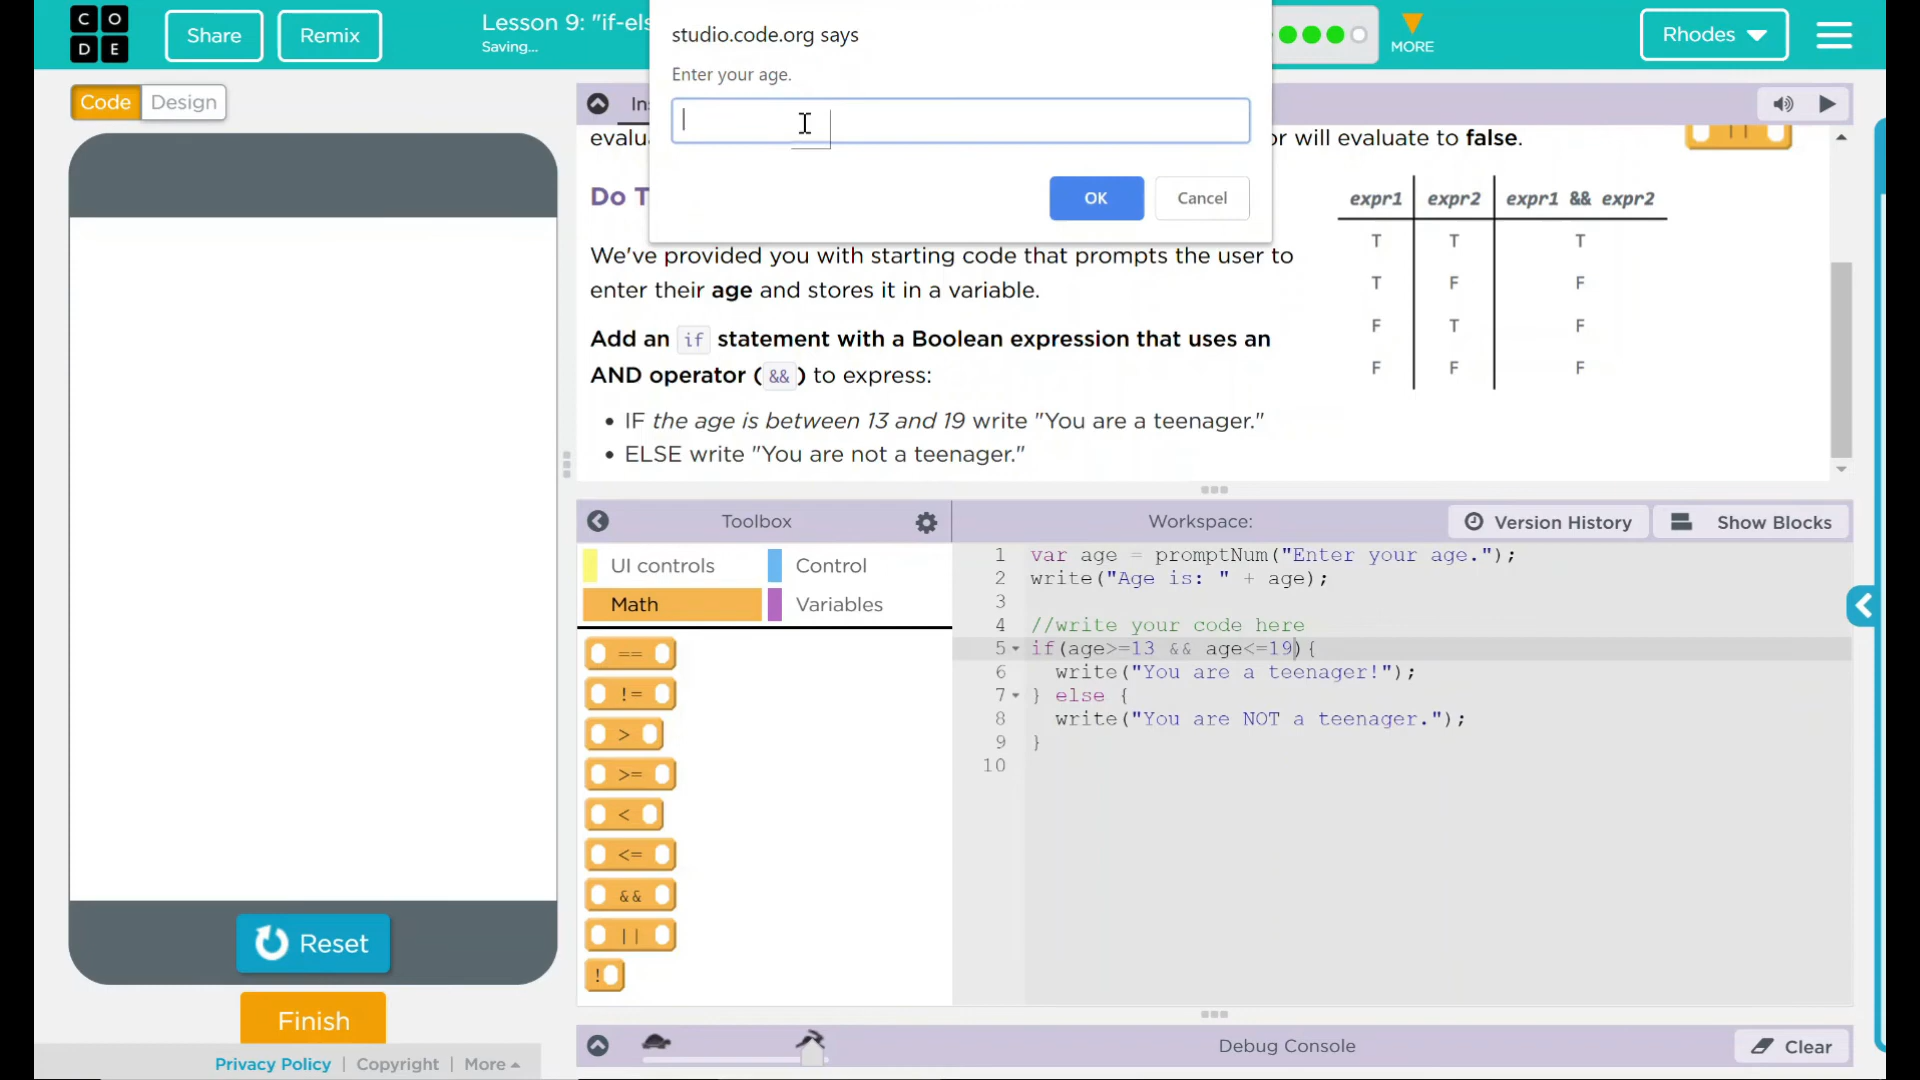 CO
DE
Share
Remix
Lesson 9: "if-els
Saving...
MORE
Rhodes
studio.code.org says
Enter your age.
OK
Cancel
Code
Design
In
evalu
or will evaluate to false.
Do T
We've provided you with starting code that prompts the user to
enter their age and stores it in a variable.
Add an if statement with a Boolean expression that uses an
AND operator (&&) to express:
• IF the age is between 13 and 19 write "You are a teenager."
• ELSE write "You are not a teenager."
||
expr1 expr2 expr1 && expr2
T T T
T F F
F T F
F F F
Toolbox
Workspace:
Version History
Show Blocks
UI controls
Control
Math
Variables
==
!=
>
>=
<
<=
&&
||
!
1 var age = promptNum("Enter your age.");
2 write("Age is: " + age);
3
4 //write your code here
5 if(age>=13 && age<=19){
6 write("You are a teenager!");
7 } else {
8 write("You are NOT a teenager.");
9 }
10
Reset
Finish
Privacy Policy | Copyright | More
Debug Console
Clear